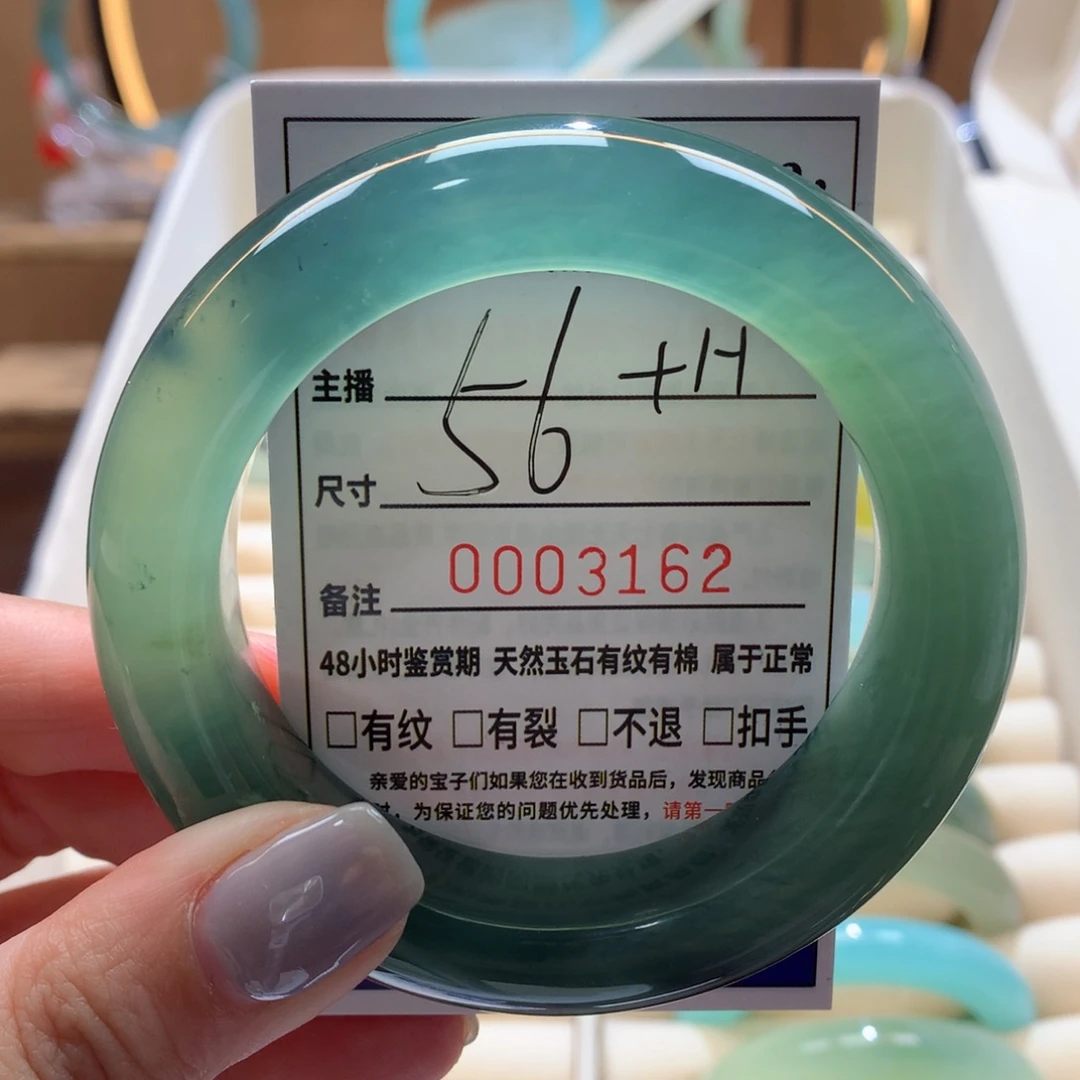 主播
56 +H
尺寸
备注 0003162
48小时鉴赏期 天然玉石有纹有棉 属于正常
□有纹 □有裂 □不退 □扣手
亲爱的宝子们如果您在收到货品后，发现商品
时，为保证您的问题优先处理，请第一